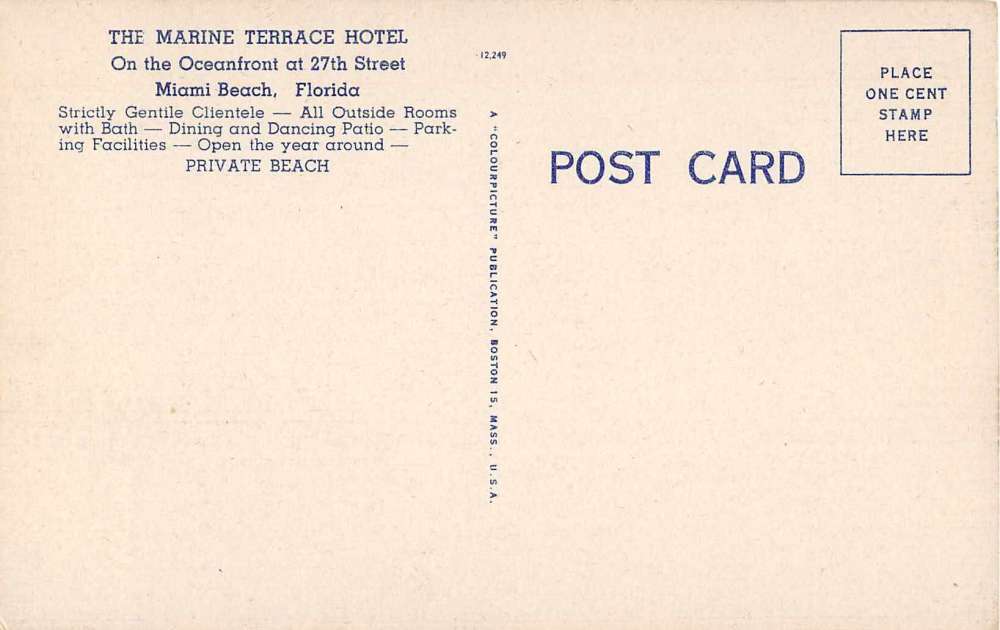 THE MARINE TERRACE HOTEL
On the Oceanfront at 27th Street
Miami Beach, Florida
Strictly Gentile Clientele — All Outside Rooms
with Bath — Dining and Dancing Patio — Park-
ing Facilities — Open the year around —
PRIVATE BEACH
12,249
A "COLOURPICTURE" PUBLICATION, BOSTON 15, MASS., U.S.A.
POST CARD
PLACE
ONE CENT
STAMP
HERE